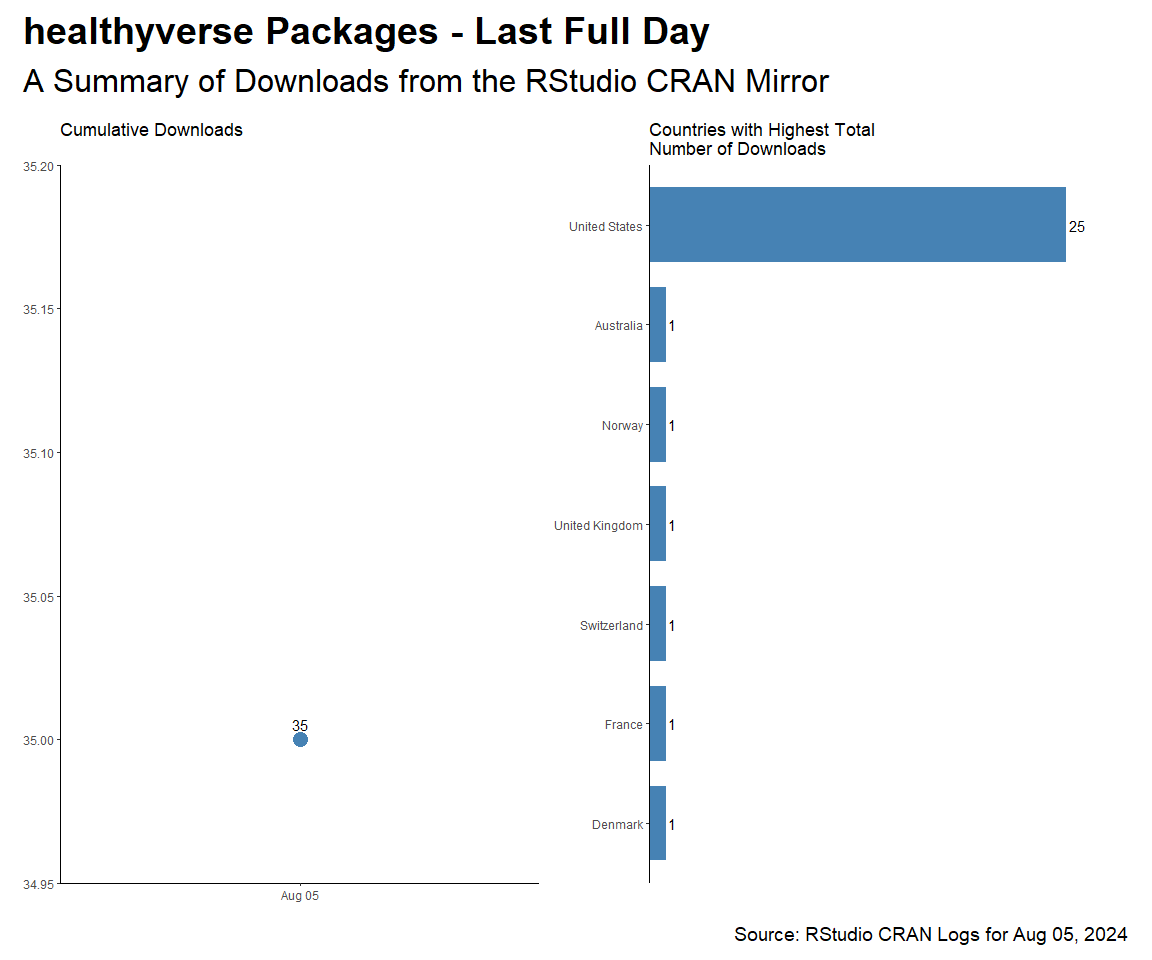 healthyverse Packages - Last Full Day
A Summary of Downloads from the RStudio CRAN Mirror
Cumulative Downloads
35.20
35.15
35.10
35.05
35.00
34.95
35
Aug 05
Countries with Highest Total
Number of Downloads
United States
25
Australia
1
Norway
1
United Kingdom
1
Switzerland
1
France
1
Denmark
1
Source: RStudio CRAN Logs for Aug 05, 2024